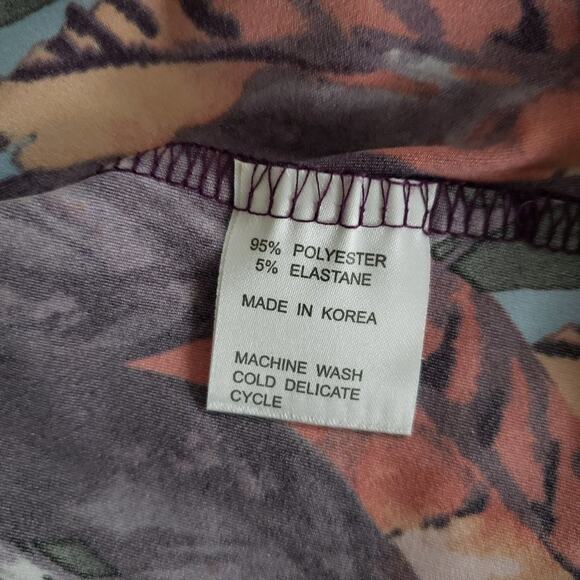 95% POLYESTER
5% ELASTANE
MADE IN KOREA
MACHINE WASH
COLD DELICATE
CYCLE